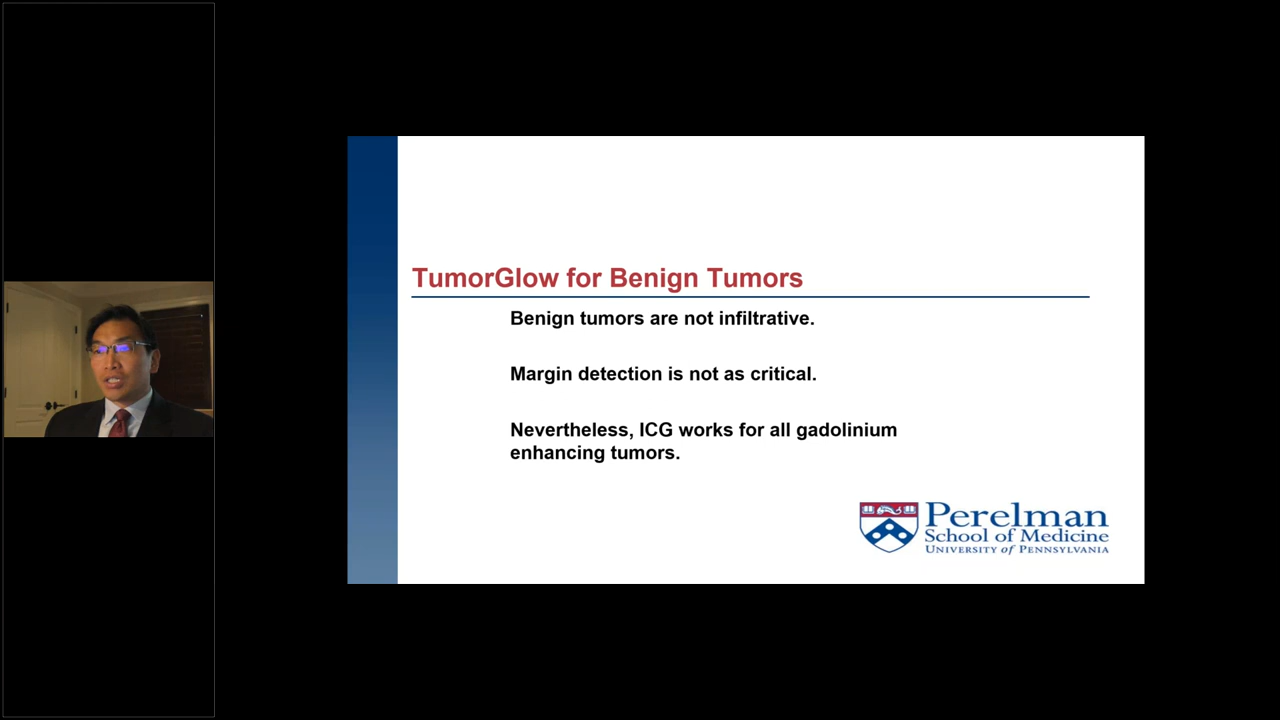 TumorGlow for Benign Tumors
Benign tumors are not infiltrative.
Margin detection is not as critical.
Nevertheless, ICG works for all gadolinium
enhancing tumors.
Perelman
School of Medicine
UNIVERSITY of PENNSYLVANIA